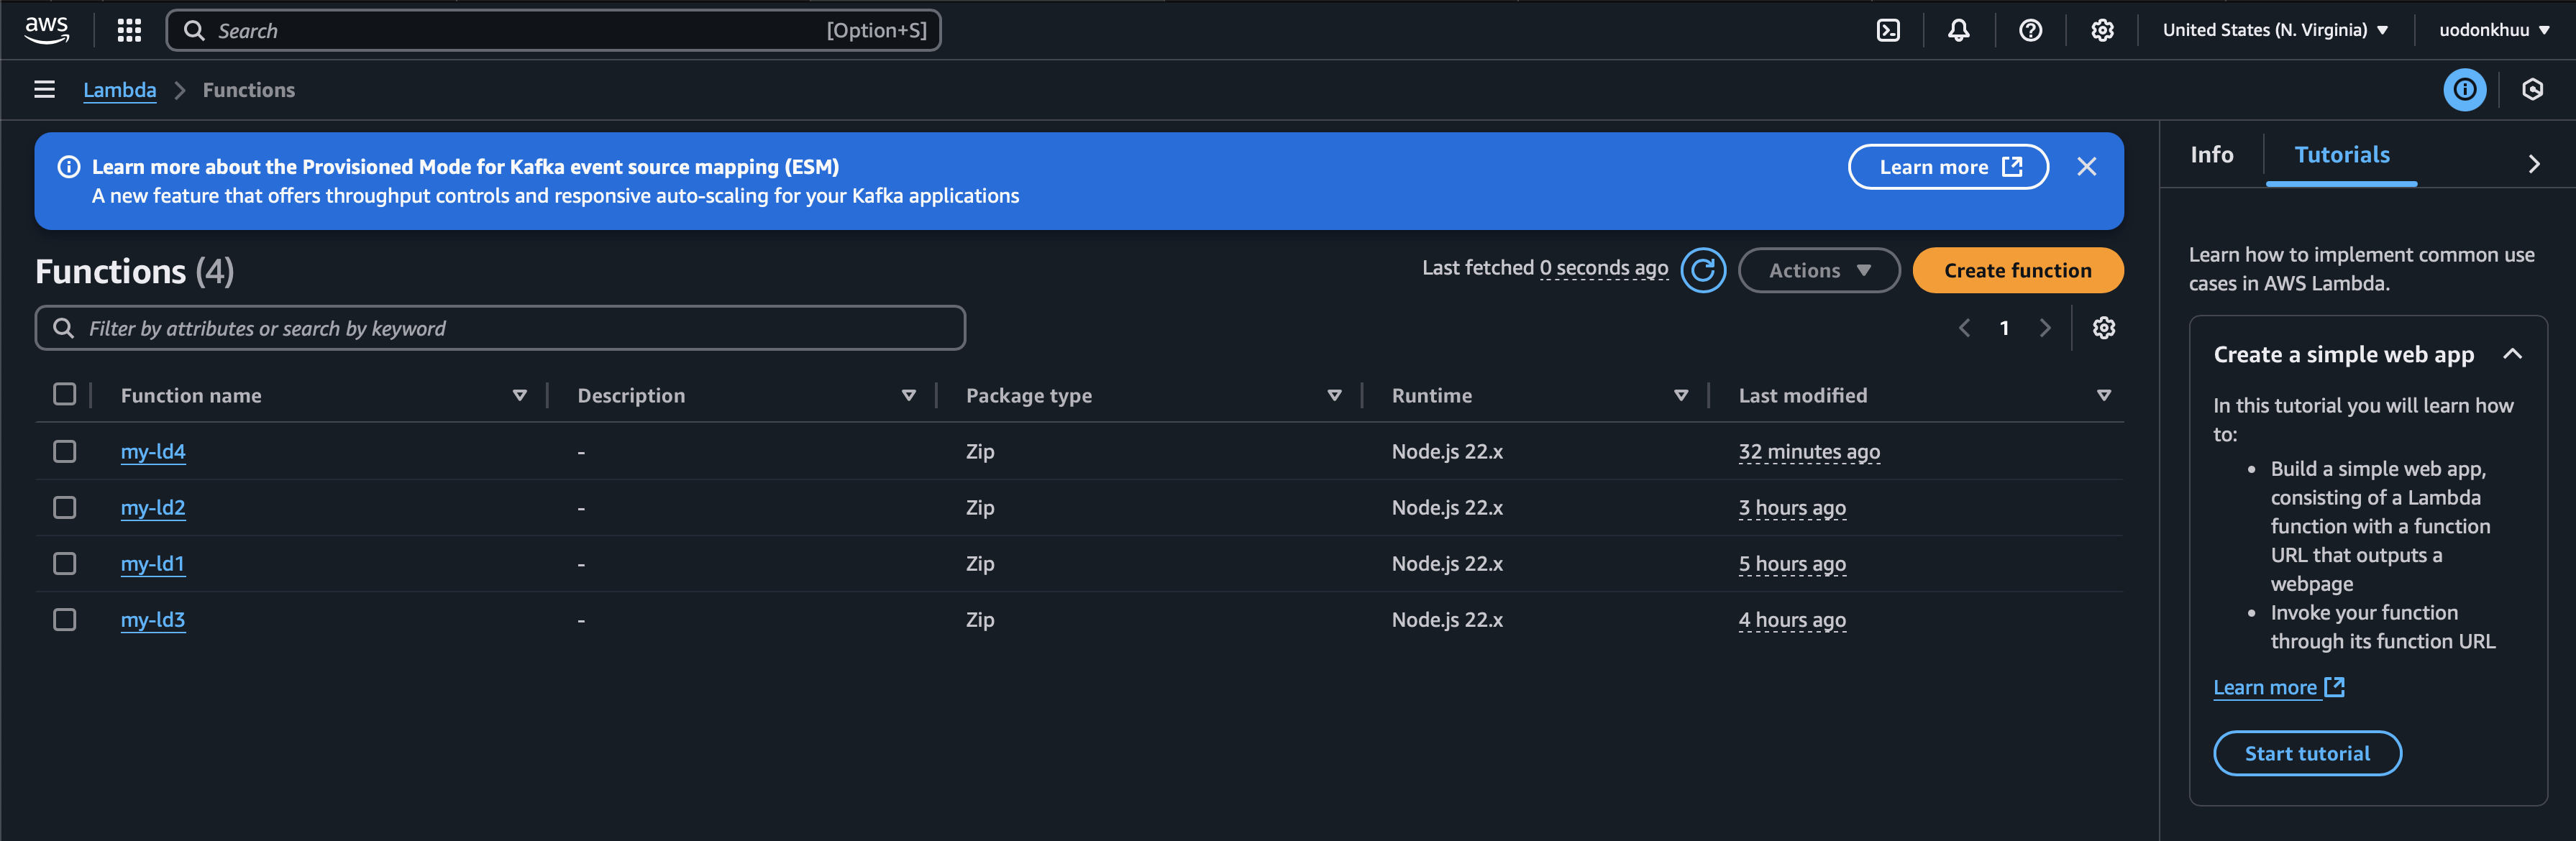 aws
Search [Option+S]
United States (N. Virginia)
uodonkhuu
Lambda
Functions
Learn more about the Provisioned Mode for Kafka event source mapping (ESM)
A new feature that offers throughput controls and responsive auto-scaling for your Kafka applications
Learn more
Functions (4)
Last fetched 0 seconds ago
Actions
Create function
Filter by attributes or search by keyword
1
Function name Description Package type Runtime Last modified
my-ld4 - Zip Node.js 22.x 32 minutes ago
my-ld2 - Zip Node.js 22.x 3 hours ago
my-ld1 - Zip Node.js 22.x 5 hours ago
my-ld3 - Zip Node.js 22.x 4 hours ago
Info
Tutorials
Learn how to implement common use
cases in AWS Lambda.
Create a simple web app
In this tutorial you will learn how
to:
• Build a simple web app,
consisting of a Lambda
function with a function
URL that outputs a
webpage
• Invoke your function
through its function URL
Learn more
Start tutorial